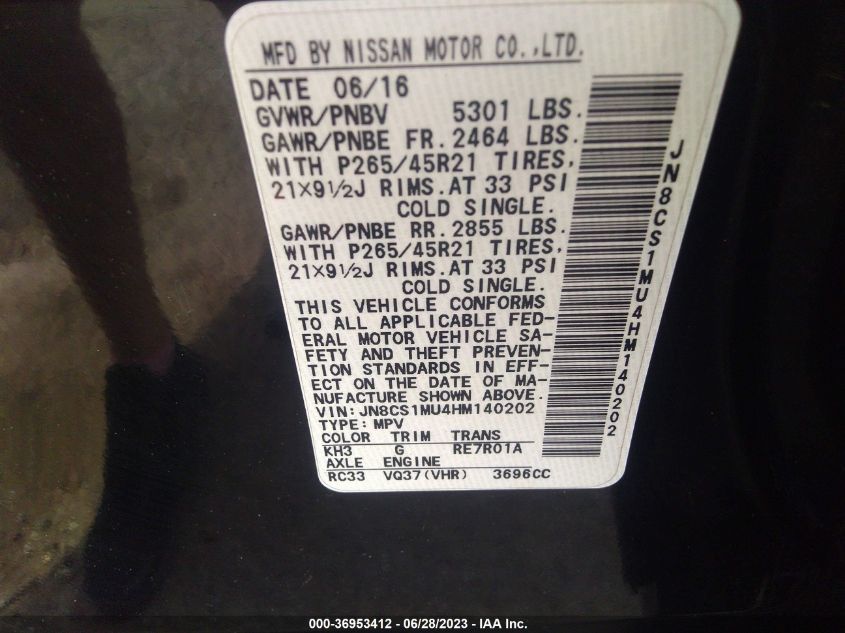 MFD BY NISSAN MOTOR CO.,LTD.
DATE 06/16
GVWR/PNBV 5301 LBS.
GAWR/PNBE FR. 2464 LBS.
WITH P265/45R21 TIRES,
21X9½J RIMS.AT 33 PSI
COLD SINGLE.
GAWR/PNBE RR. 2855 LBS.
WITH P265/45R21 TIRES,
21X9½J RIMS.AT 33 PSI
COLD SINGLE.
THIS VEHICLE CONFORMS
TO ALL APPLICABLE FED-
ERAL MOTOR VEHICLE SA-
FETY AND THEFT PREVEN-
TION STANDARDS IN EFF-
ECT ON THE DATE OF MA-
NUFACTURE SHOWN ABOVE.
VIN: JN8CS1MU4HM140202
TYPE: MPV
COLOR TRIM TRANS
KH3 G RE7R01A
AXLE ENGINE
RC33 VQ37(VHR) 3696CC
JN8CS1MU4HM140202
000-36953412 - 06/28/2023 - IAA Inc.